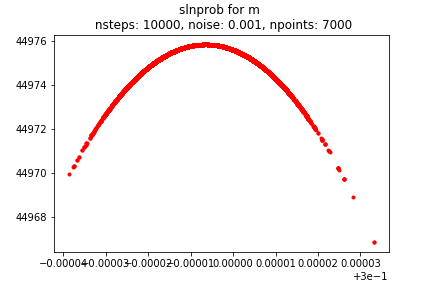 slnprob for m
nsteps: 10000, noise: 0.001, npoints: 7000
44976
44974
44972
44970
44968
−0.00004 −0.00003 −0.00002 −0.00001 0.00000 0.00001 0.00002 0.00003
+3e−1